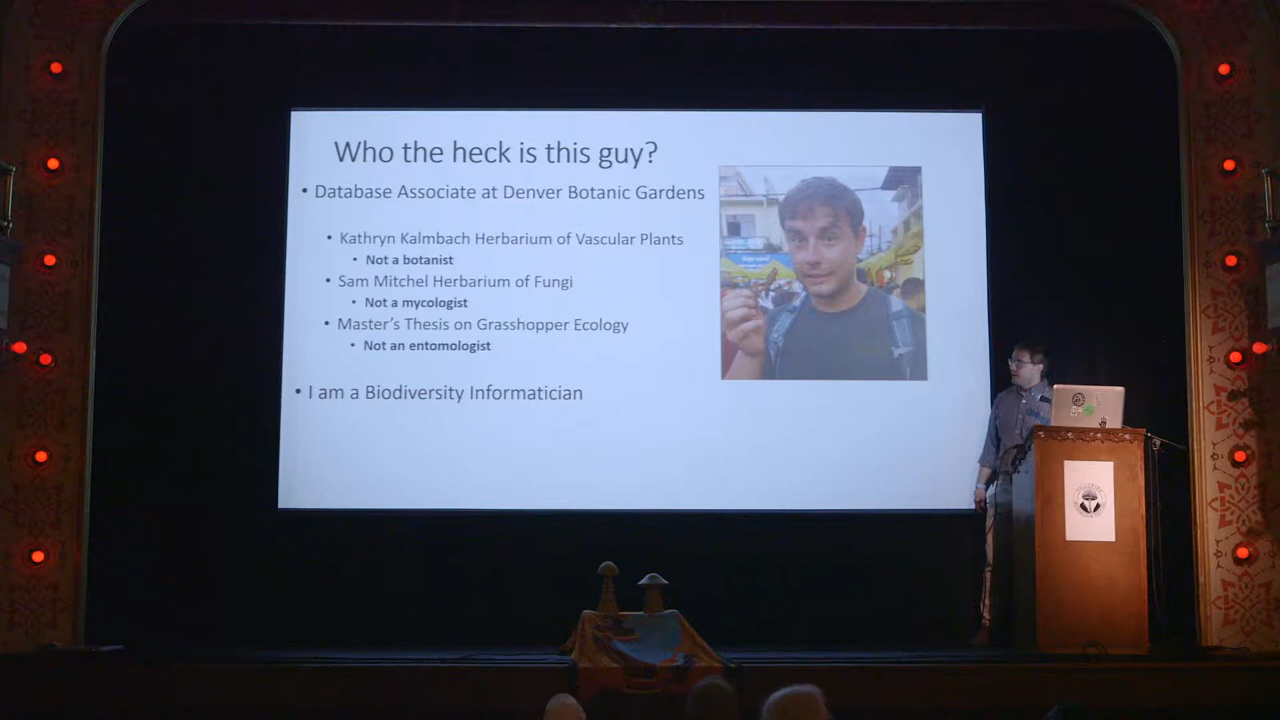 Who the heck is this guy?
• Database Associate at Denver Botanic Gardens
• Kathryn Kalmbach Herbarium of Vascular Plants
• Not a botanist
• Sam Mitchel Herbarium of Fungi
• Not a mycologist
• Master's Thesis on Grasshopper Ecology
• Not an entomologist
• I am a Biodiversity Informatician